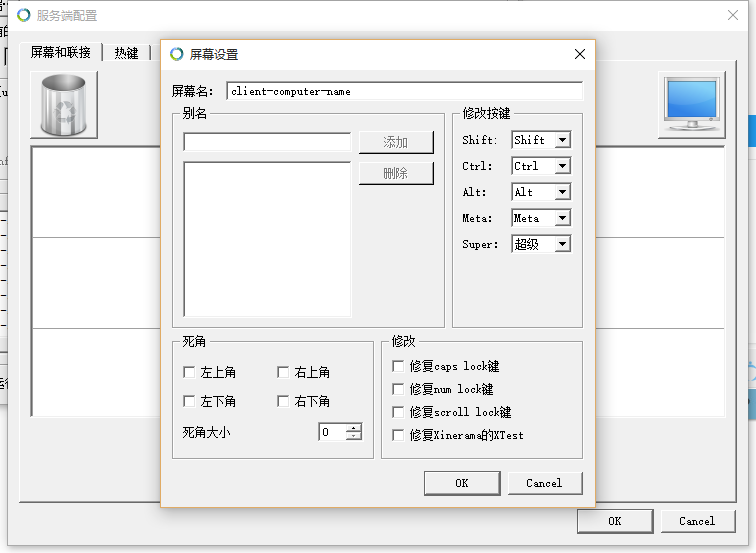 服务端配置
屏幕和联接
热键
屏幕设置
屏幕名:
client-computer-name
别名
添加
删除
修改按键
Shift:
Shift
Ctrl:
Ctrl
Alt:
Alt
Meta:
Meta
Super:
超级
死角
左上角
右上角
左下角
右下角
死角大小
0
修改
修复caps lock键
修复num lock键
修复scroll lock键
修复Xinerama的XTest
OK
Cancel
OK
Cancel